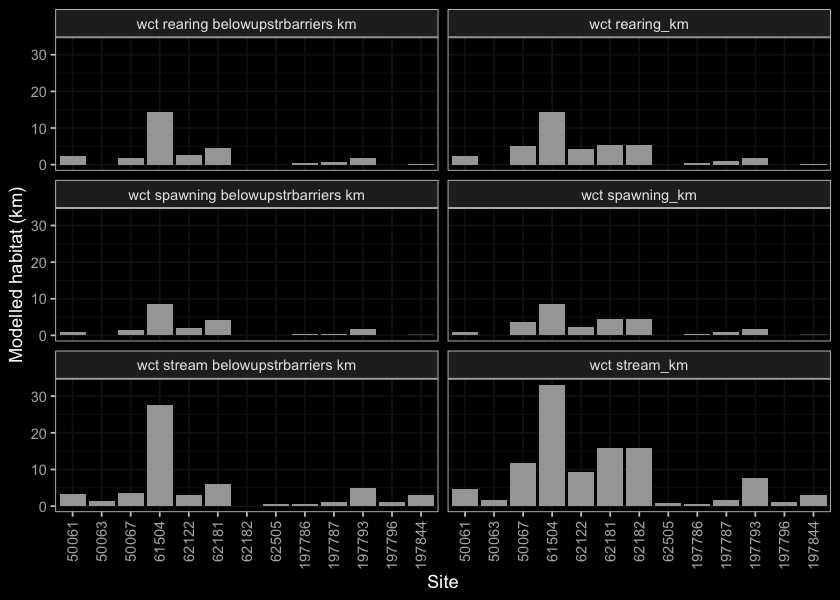 wct rearing belowupstrbarriers km
wct rearing_km
30
20
10
0
wct spawning belowupstrbarriers km
wct spawning_km
30
20
10
0
wct stream belowupstrbarriers km
wct stream_km
30
20
10
0
Modelled habitat (km)
50061 50063 50067 61504 62122 62181 62182 62505 197786 197787 197793 197796 197844
50061 50063 50067 61504 62122 62181 62182 62505 197786 197787 197793 197796 197844
Site